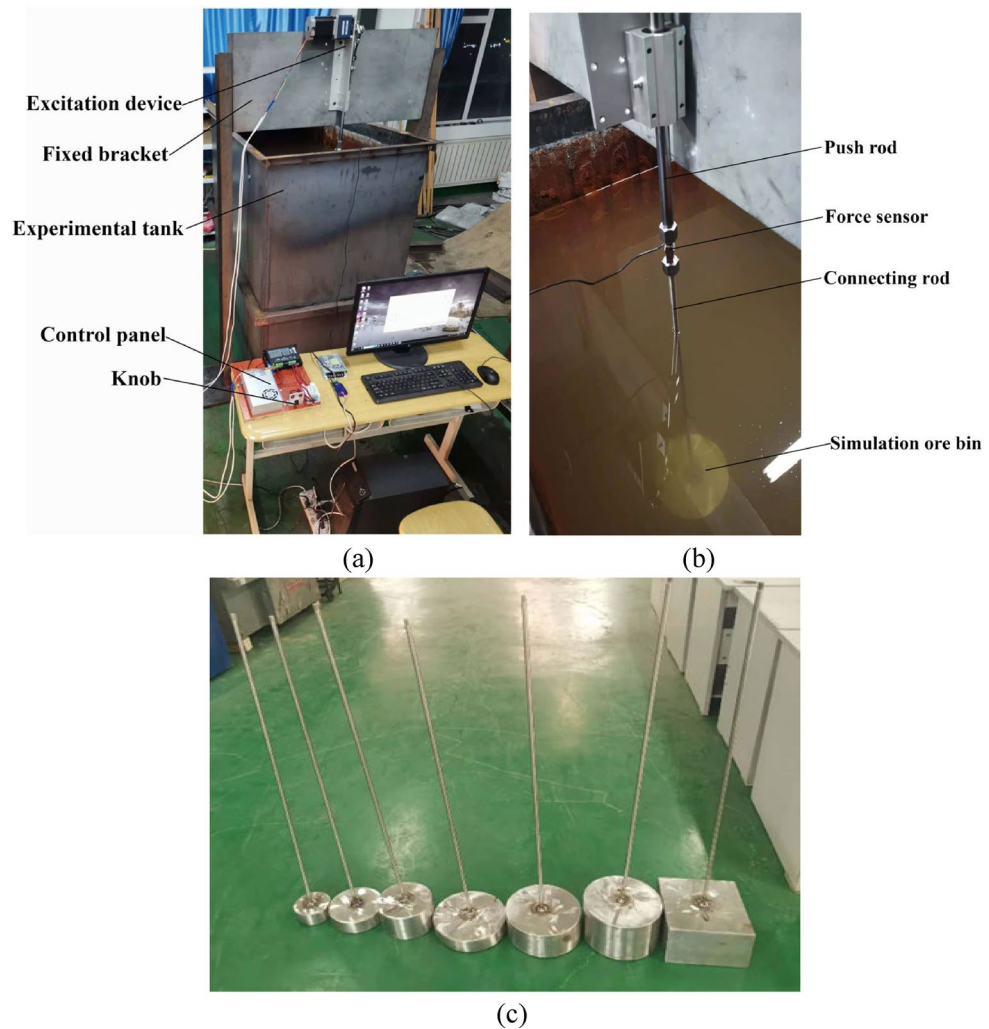 Excitation device
Fixed bracket
Experimental tank
Control panel
Knob
(a)
Push rod
Force sensor
Connecting rod
Simulation ore bin
(b)
(c)